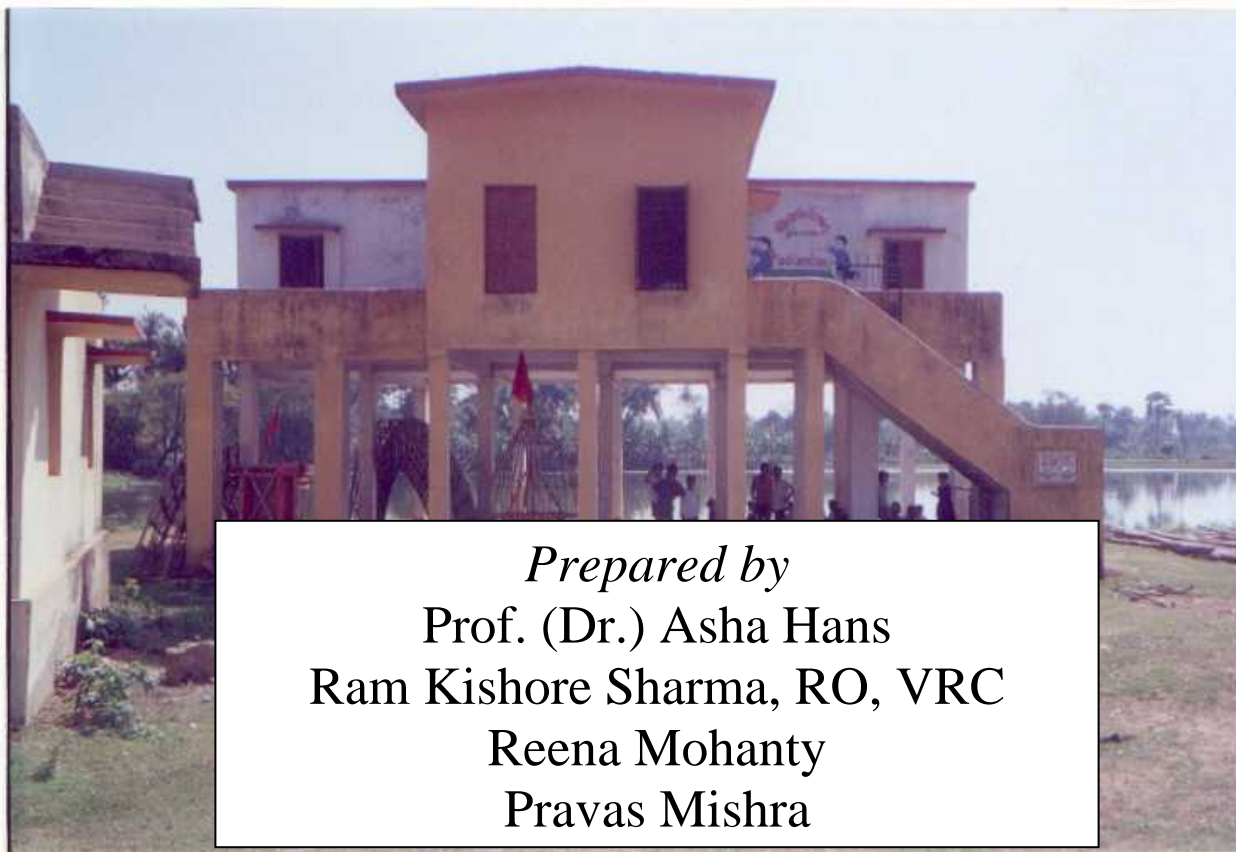 Prepared by
Prof. (Dr.) Asha Hans
Ram Kishore Sharma, RO, VRC
Reena Mohanty
Pravas Mishra